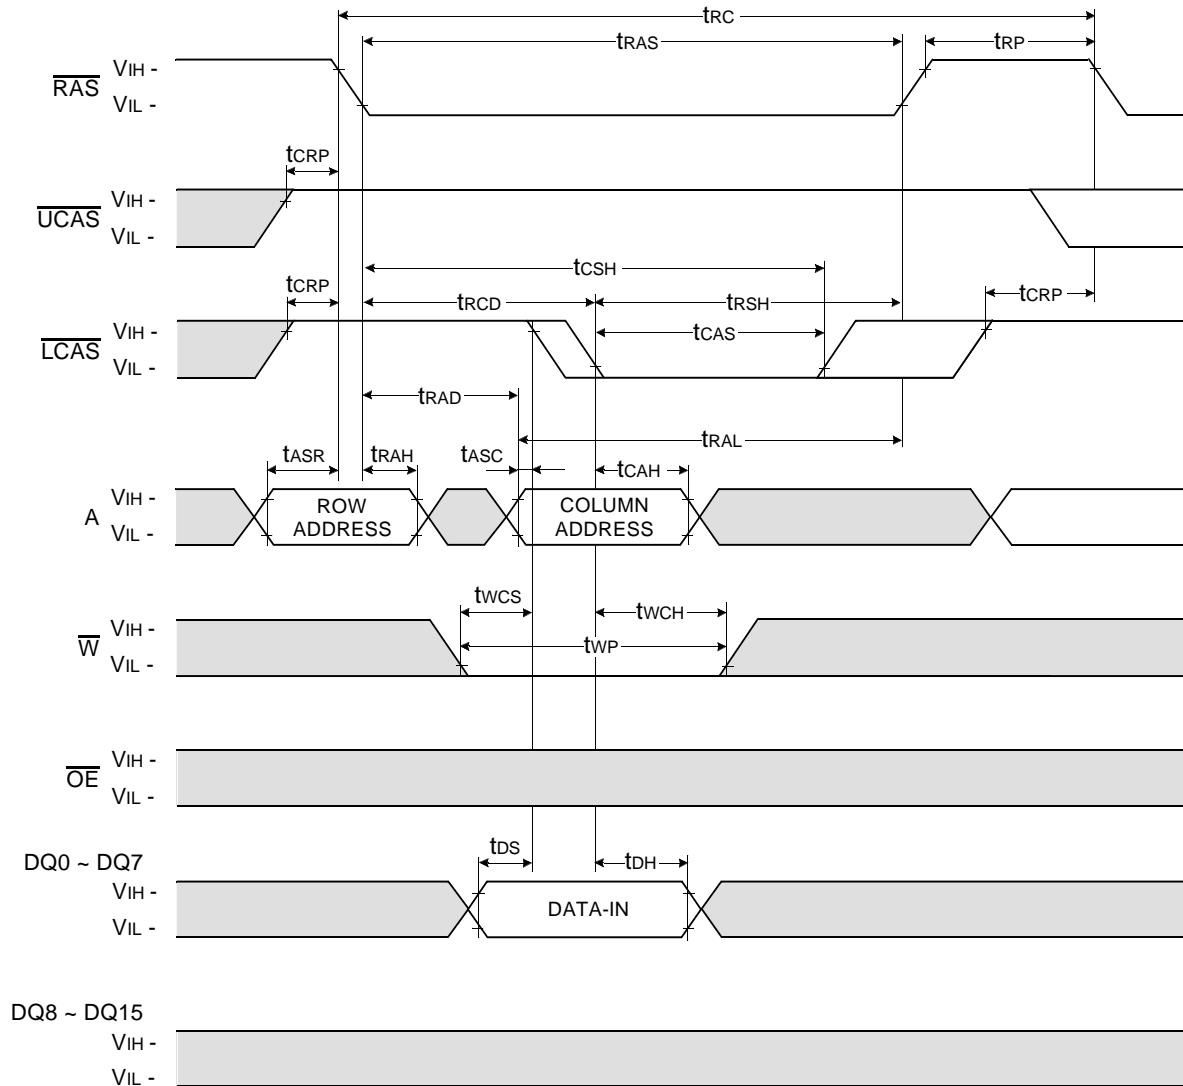 tRC
tRAS
tRP
RAS
VIH -
VIL -
tCRP
UCAS
VIH -
VIL -
tCSH
tCRP
tRCD
tRSH
tCRP
tCAS
LCAS
VIH -
VIL -
tRAD
tRAL
tASR
tRAH
tASC
tCAH
A
VIH -
VIL -
ROW
ADDRESS
COLUMN
ADDRESS
tWCS
tWCH
tWP
W
VIH -
VIL -
OE
VIH -
VIL -
tDS
tDH
DQ0 ~ DQ7
VIH -
VIL -
DATA-IN
DQ8 ~ DQ15
VIH -
VIL -